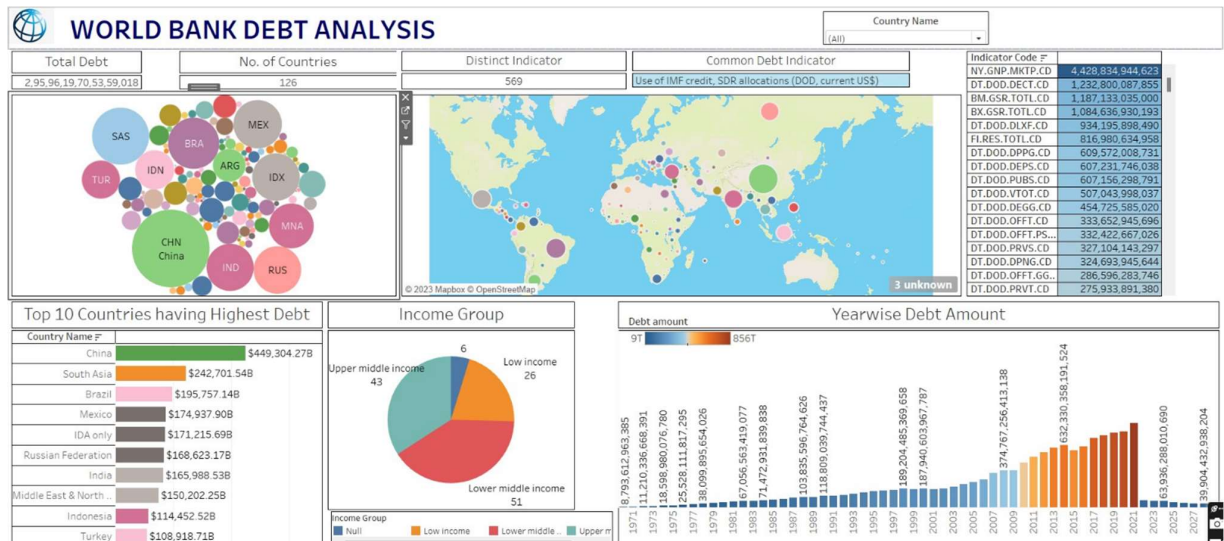 WORLD BANK DEBT ANALYSIS
Country Name
(All)
Total Debt
2,95,96,19,70,53,59,018
No. of Countries
126
Distinct Indicator
569
Common Debt Indicator
Use of IMF credit, SDR allocations (DOD, current US$)
Indicator Code
NY.GNP.MKTP.CD 4,428,834,944,623
DT.DOD.DECT.CD 1,232,800,087,855
BM.GSR.TOTL.CD 1,187,133,035,000
BX.GSR.TOTL.CD 1,084,636,930,193
DT.DOD.DLXF.CD 934,195,898,490
FI.RES.TOTL.CD 816,980,634,958
DT.DOD.DPPG.CD 609,572,008,731
DT.DOD.DEPS.CD 607,231,746,038
DT.DOD.PUBS.CD 607,156,298,791
DT.DOD.VTOT.CD 507,043,998,037
DT.DOD.DEGG.CD 454,725,585,020
DT.DOD.OFFT.CD 333,652,945,696
DT.DOD.OFFT.PS... 332,422,667,026
DT.DOD.PRVS.CD 327,104,143,297
DT.DOD.DPNG.CD 324,693,945,644
DT.DOD.OFFT.GG.. 286,596,283,746
DT.DOD.PRVT.CD 275,933,891,380
SAS
MEX
BRA
ARG
IDN
TUR
IDX
MNA
CHN
China
IND
RUS
© 2023 Mapbox © OpenStreetMap
3 unknown
Top 10 Countries having Highest Debt
Country Name
China $449,304.27B
South Asia $242,701.54B
Brazil $195,757.14B
Mexico $174,937.90B
IDA only $171,215.69B
Russian Federation $168,623.17B
India $165,988.53B
Middle East & North .. $150,202.25B
Indonesia $114,452.52B
Turkey $108,918.71B
Income Group
6
Low income
26
Upper middle income
43
Lower middle income
51
Income Group
Null
Low income
Lower middle ..
Upper m
Yearwise Debt Amount
Debt amount
9T 856T
8,793,612,963,385
11,210,336,668,391
18,598,980,076,780
25,528,111,817,295
38,099,895,654,026
67,056,563,419,077
71,472,931,839,838
103,835,596,764,626
118,809,039,744,437
189,204,485,369,658
187,940,603,967,787
374,767,256,413,138
632,330,358,191,524
63,936,288,010,690
39,904,432,938,204
1971
1973
1975
1977
1979
1981
1983
1985
1987
1989
1991
1993
1995
1997
1999
2001
2003
2005
2007
2009
2011
2013
2015
2017
2019
2021
2023
2025
2027